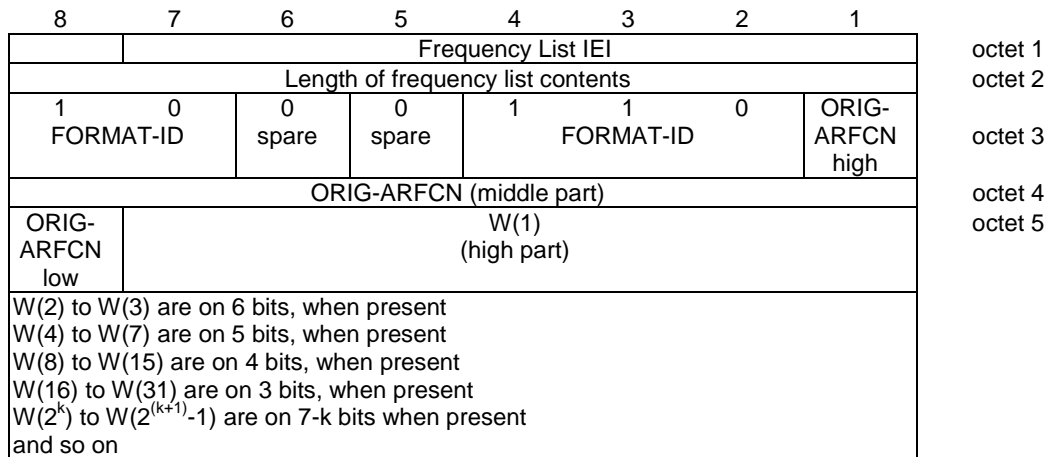 8 7 6 5 4 3 2 1
Frequency List IEI octet 1
Length of frequency list contents octet 2
1 0 0 0 1 1 0 ORIG-
FORMAT-ID spare spare FORMAT-ID ARFCN octet 3
high
ORIG-ARFCN (middle part) octet 4
ORIG- W(1) octet 5
ARFCN (high part)
low
W(2) to W(3) are on 6 bits, when present
W(4) to W(7) are on 5 bits, when present
W(8) to W(15) are on 4 bits, when present
W(16) to W(31) are on 3 bits, when present
W(2^k) to W(2^(k+1)-1) are on 7-k bits when present
and so on